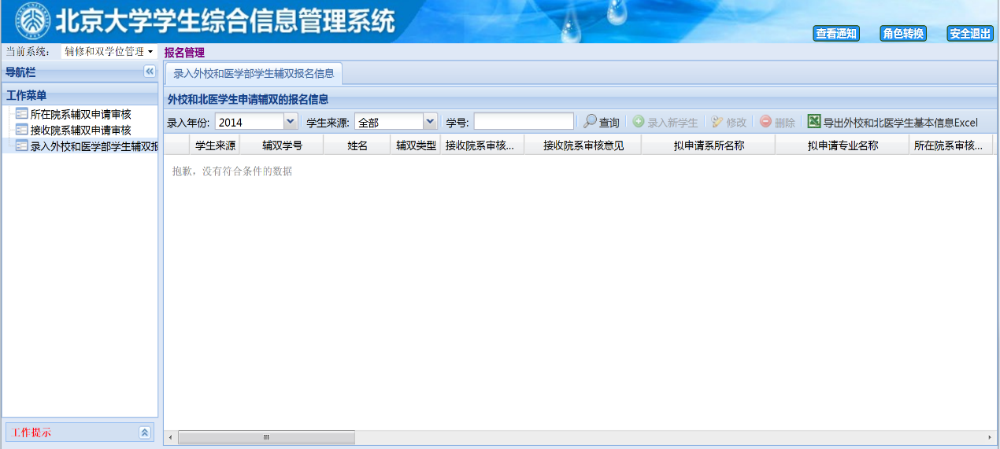 北京大学学生综合信息管理系统
查看通知 角色转换 安全退出
当前系统: 辅修和双学位管理 报名管理
导航栏 录入外校和医学部学生辅双报名信息
工作菜单 外校和北医学生申请辅双的报名信息
所在院系辅双申请审核
接收院系辅双申请审核
录入外校和医学部学生辅双报
录入年份: 2014 学生来源: 全部 学号: 查询 录入新学生 修改 删除 导出外校和北医学生基本信息Excel
学生来源 辅双学号 姓名 辅双类型 接收院系审核... 接收院系审核意见 拟申请系所名称 拟申请专业名称 所在院系审核...
抱歉，没有符合条件的数据
工作提示